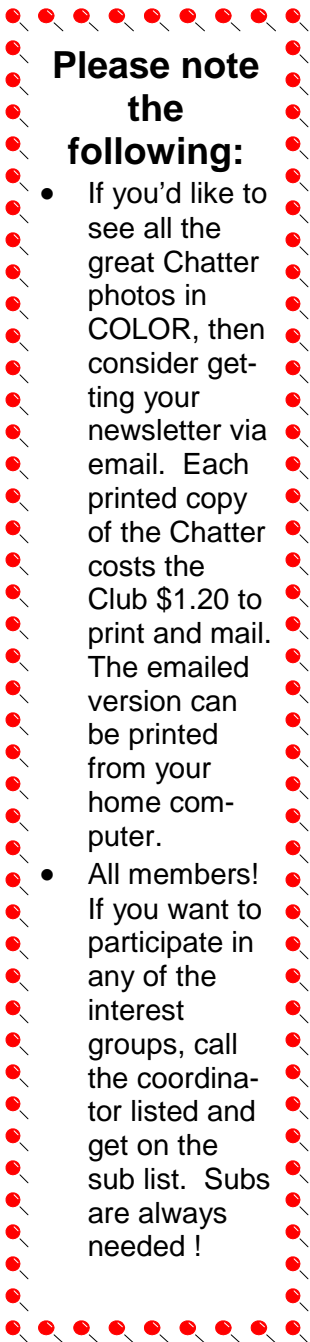 Please note
the
following:
• If you’d like to
see all the
great Chatter
photos in
COLOR, then
consider get-
ting your
newsletter via
email.  Each
printed copy
of the Chatter
costs the
Club $1.20 to
print and mail.
The emailed
version can
be printed
from your
home com-
puter.
• All members!
If you want to
participate in
any of the
interest
groups, call
the coordina-
tor listed and
get on the
sub list.  Subs
are always
needed !